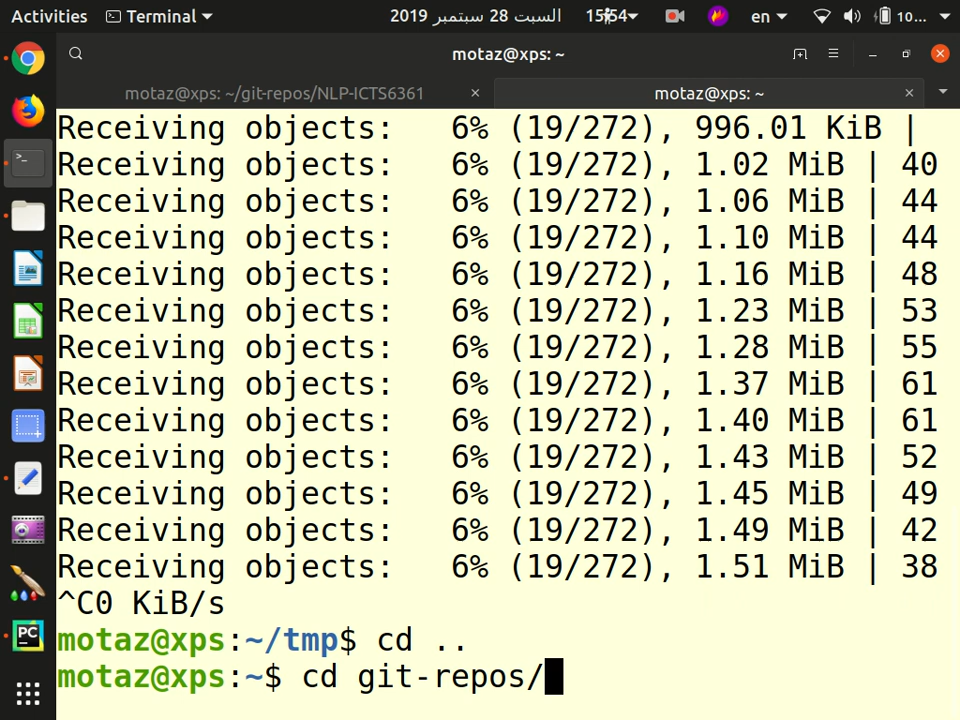 Activities Terminal السبت 28 سبتمبر 2019 15:54 en 10...
motaz@xps: ~
motaz@xps: ~/git-repos/NLP-ICTS6361 × motaz@xps: ~ ×
Receiving objects:   6% (19/272), 996.01 KiB |
Receiving objects:   6% (19/272), 1.02 MiB | 40
Receiving objects:   6% (19/272), 1.06 MiB | 44
Receiving objects:   6% (19/272), 1.10 MiB | 44
Receiving objects:   6% (19/272), 1.16 MiB | 48
Receiving objects:   6% (19/272), 1.23 MiB | 53
Receiving objects:   6% (19/272), 1.28 MiB | 55
Receiving objects:   6% (19/272), 1.37 MiB | 61
Receiving objects:   6% (19/272), 1.40 MiB | 61
Receiving objects:   6% (19/272), 1.43 MiB | 52
Receiving objects:   6% (19/272), 1.45 MiB | 49
Receiving objects:   6% (19/272), 1.49 MiB | 42
Receiving objects:   6% (19/272), 1.51 MiB | 38
^C0 KiB/s
motaz@xps:~/tmp$ cd ..
motaz@xps:~$ cd git-repos/
PC